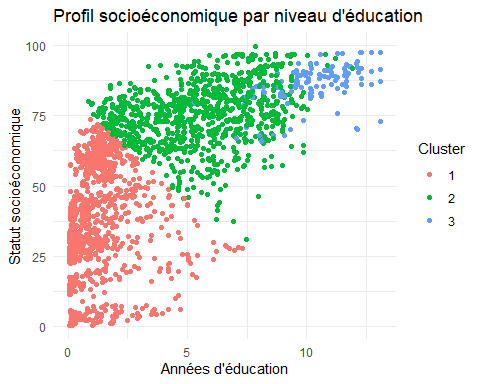 Profil socioéconomique par niveau d'éducation
100
75
50
25
0
Statut socioéconomique
0
5
10
Années d'éducation
Cluster
1
2
3